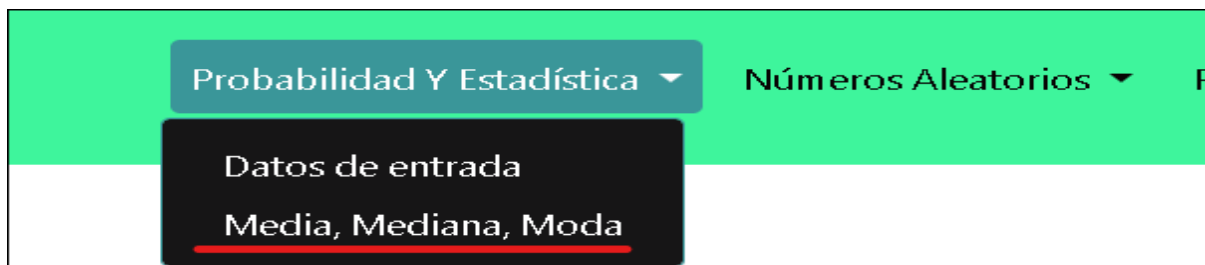 Probabilidad Y Estadística Números Aleatorios
Datos de entrada
Media, Mediana, Moda